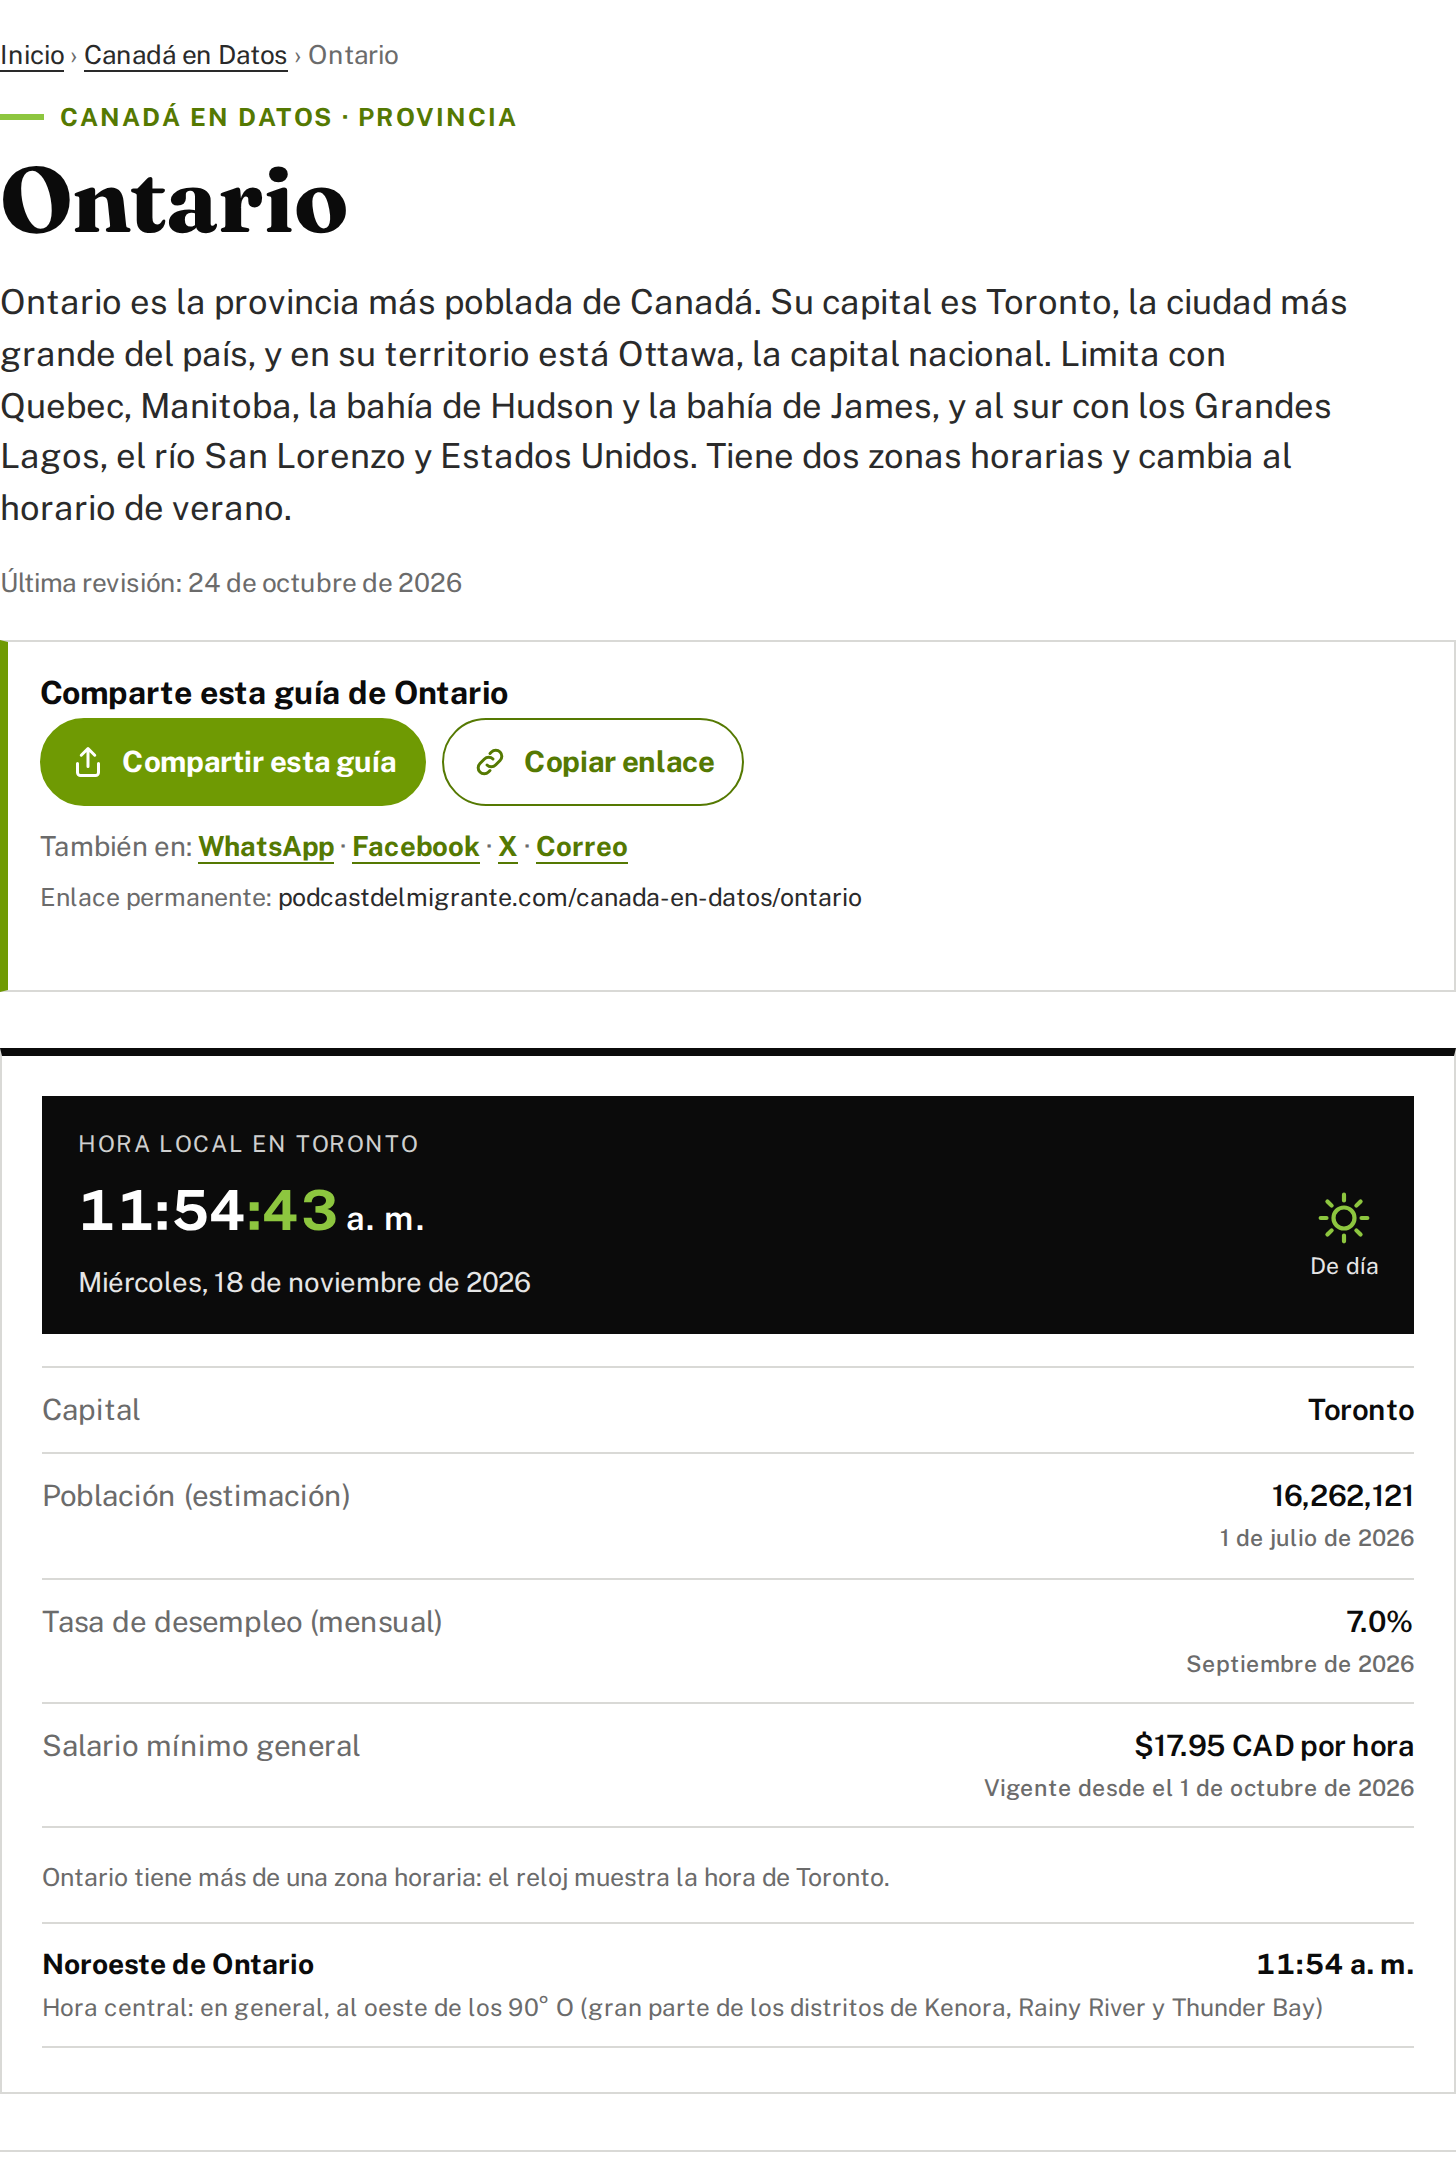 Inicio › Canadá en Datos › Ontario
CANADÁ EN DATOS · PROVINCIA
Ontario
Ontario es la provincia más poblada de Canadá. Su capital es Toronto, la ciudad más
grande del país, y en su territorio está Ottawa, la capital nacional. Limita con
Quebec, Manitoba, la bahía de Hudson y la bahía de James, y al sur con los Grandes
Lagos, el río San Lorenzo y Estados Unidos. Tiene dos zonas horarias y cambia al
horario de verano.
Última revisión: 24 de octubre de 2026
Comparte esta guía de Ontario
Compartir esta guía
Copiar enlace
También en: WhatsApp · Facebook · X · Correo
Enlace permanente: podcastdelmigrante.com/canada-en-datos/ontario
HORA LOCAL EN TORONTO
11:54:43 a. m.
De día
Miércoles, 18 de noviembre de 2026
Capital
Toronto
Población (estimación)
16,262,121
1 de julio de 2026
Tasa de desempleo (mensual)
7.0%
Septiembre de 2026
Salario mínimo general
$17.95 CAD por hora
Vigente desde el 1 de octubre de 2026
Ontario tiene más de una zona horaria: el reloj muestra la hora de Toronto.
Noroeste de Ontario
11:54 a. m.
Hora central: en general, al oeste de los 90° O (gran parte de los distritos de Kenora, Rainy River y Thunder Bay)